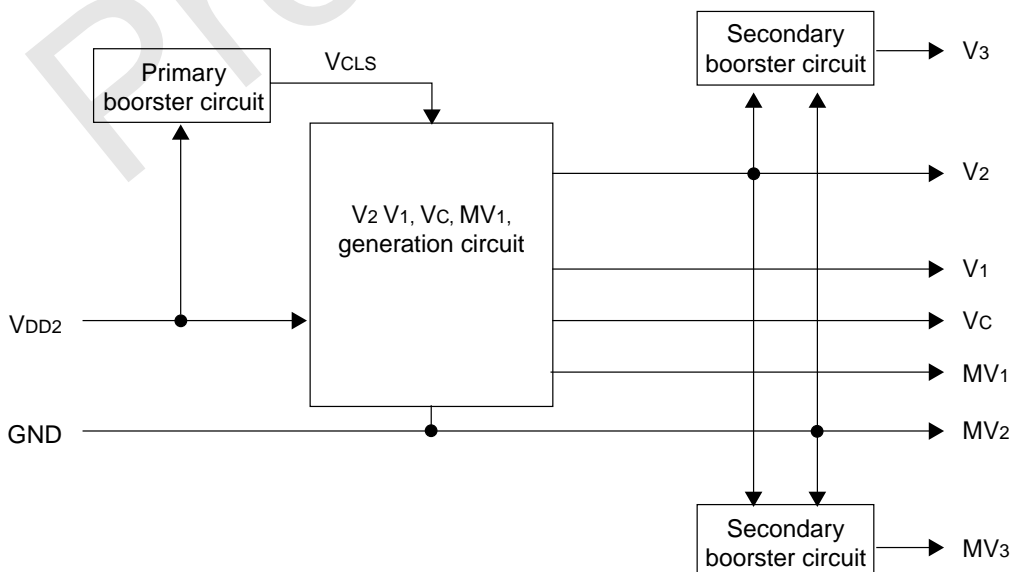 Primary
boorster circuit
VCLS
Secondary
boorster circuit
V3
V2
V2 V1, VC, MV1,
generation circuit
V1
VDD2
VC
MV1
GND
MV2
Secondary
boorster circuit
MV3